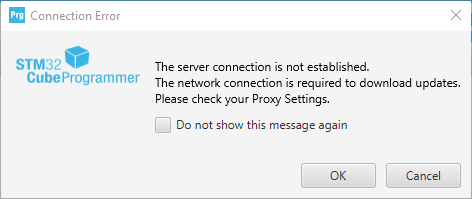 Prg Connection Error
STM32
CubeProgrammer
The server connection is not established.
The network connection is required to download updates.
Please check your Proxy Settings.
Do not show this message again
OK
Cancel